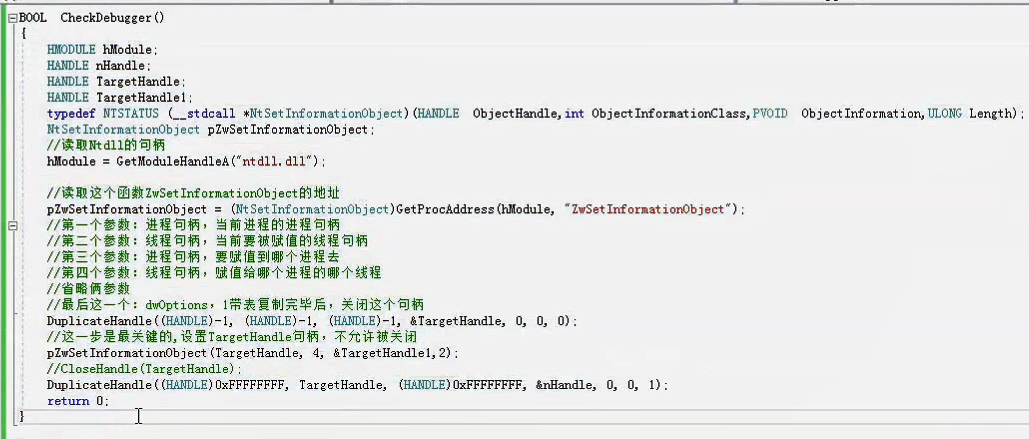 BOOL CheckDebugger()
{
HMODULE hModule;
HANDLE nHandle;
HANDLE TargetHandle;
HANDLE TargetHandle1;
typedef NTSTATUS (__stdcall *NtSetInformationObject)(HANDLE ObjectHandle,int ObjectInformationClass,PVOID ObjectInformation,ULONG Length);
NtSetInformationObject pZwSetInformationObject;
//读取Ntdll的句柄
hModule = GetModuleHandleA("ntdll.dll");
//读取这个函数ZwSetInformationObject的地址
pZwSetInformationObject = (NtSetInformationObject)GetProcAddress(hModule, "ZwSetInformationObject");
//第一个参数：进程句柄，当前进程的进程句柄
//第二个参数：线程句柄，当前要被赋值的线程句柄
//第三个参数：进程句柄，要赋值到哪个进程去
//第四个参数：线程句柄，赋值给哪个进程的哪个线程
//省略俩参数
//最后这一个：dwOptions，1带表复制完毕后，关闭这个句柄
DuplicateHandle((HANDLE)-1, (HANDLE)-1, (HANDLE)-1, &TargetHandle, 0, 0, 0);
//这一步是最关键的,设置TargetHandle句柄，不允许被关闭
pZwSetInformationObject(TargetHandle, 4, &TargetHandle1,2);
//CloseHandle(TargetHandle);
DuplicateHandle((HANDLE)0xFFFFFFFF, TargetHandle, (HANDLE)0xFFFFFFFF, &nHandle, 0, 0, 1);
return 0;
}